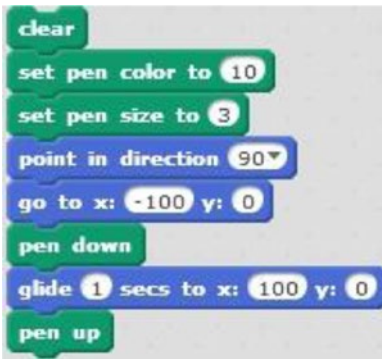 clear
set pen color to 10
set pen size to 3
point in direction 90
go to x: -100 y: 0
pen down
glide 1 secs to x: 100 y: 0
pen up